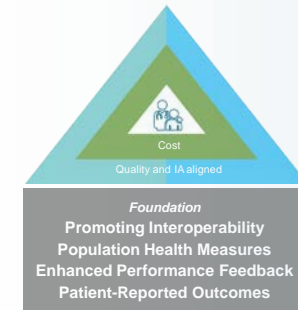 Cost
Quality and IA aligned
Foundation
Promoting Interoperability
Population Health Measures
Enhanced Performance Feedback
Patient-Reported Outcomes